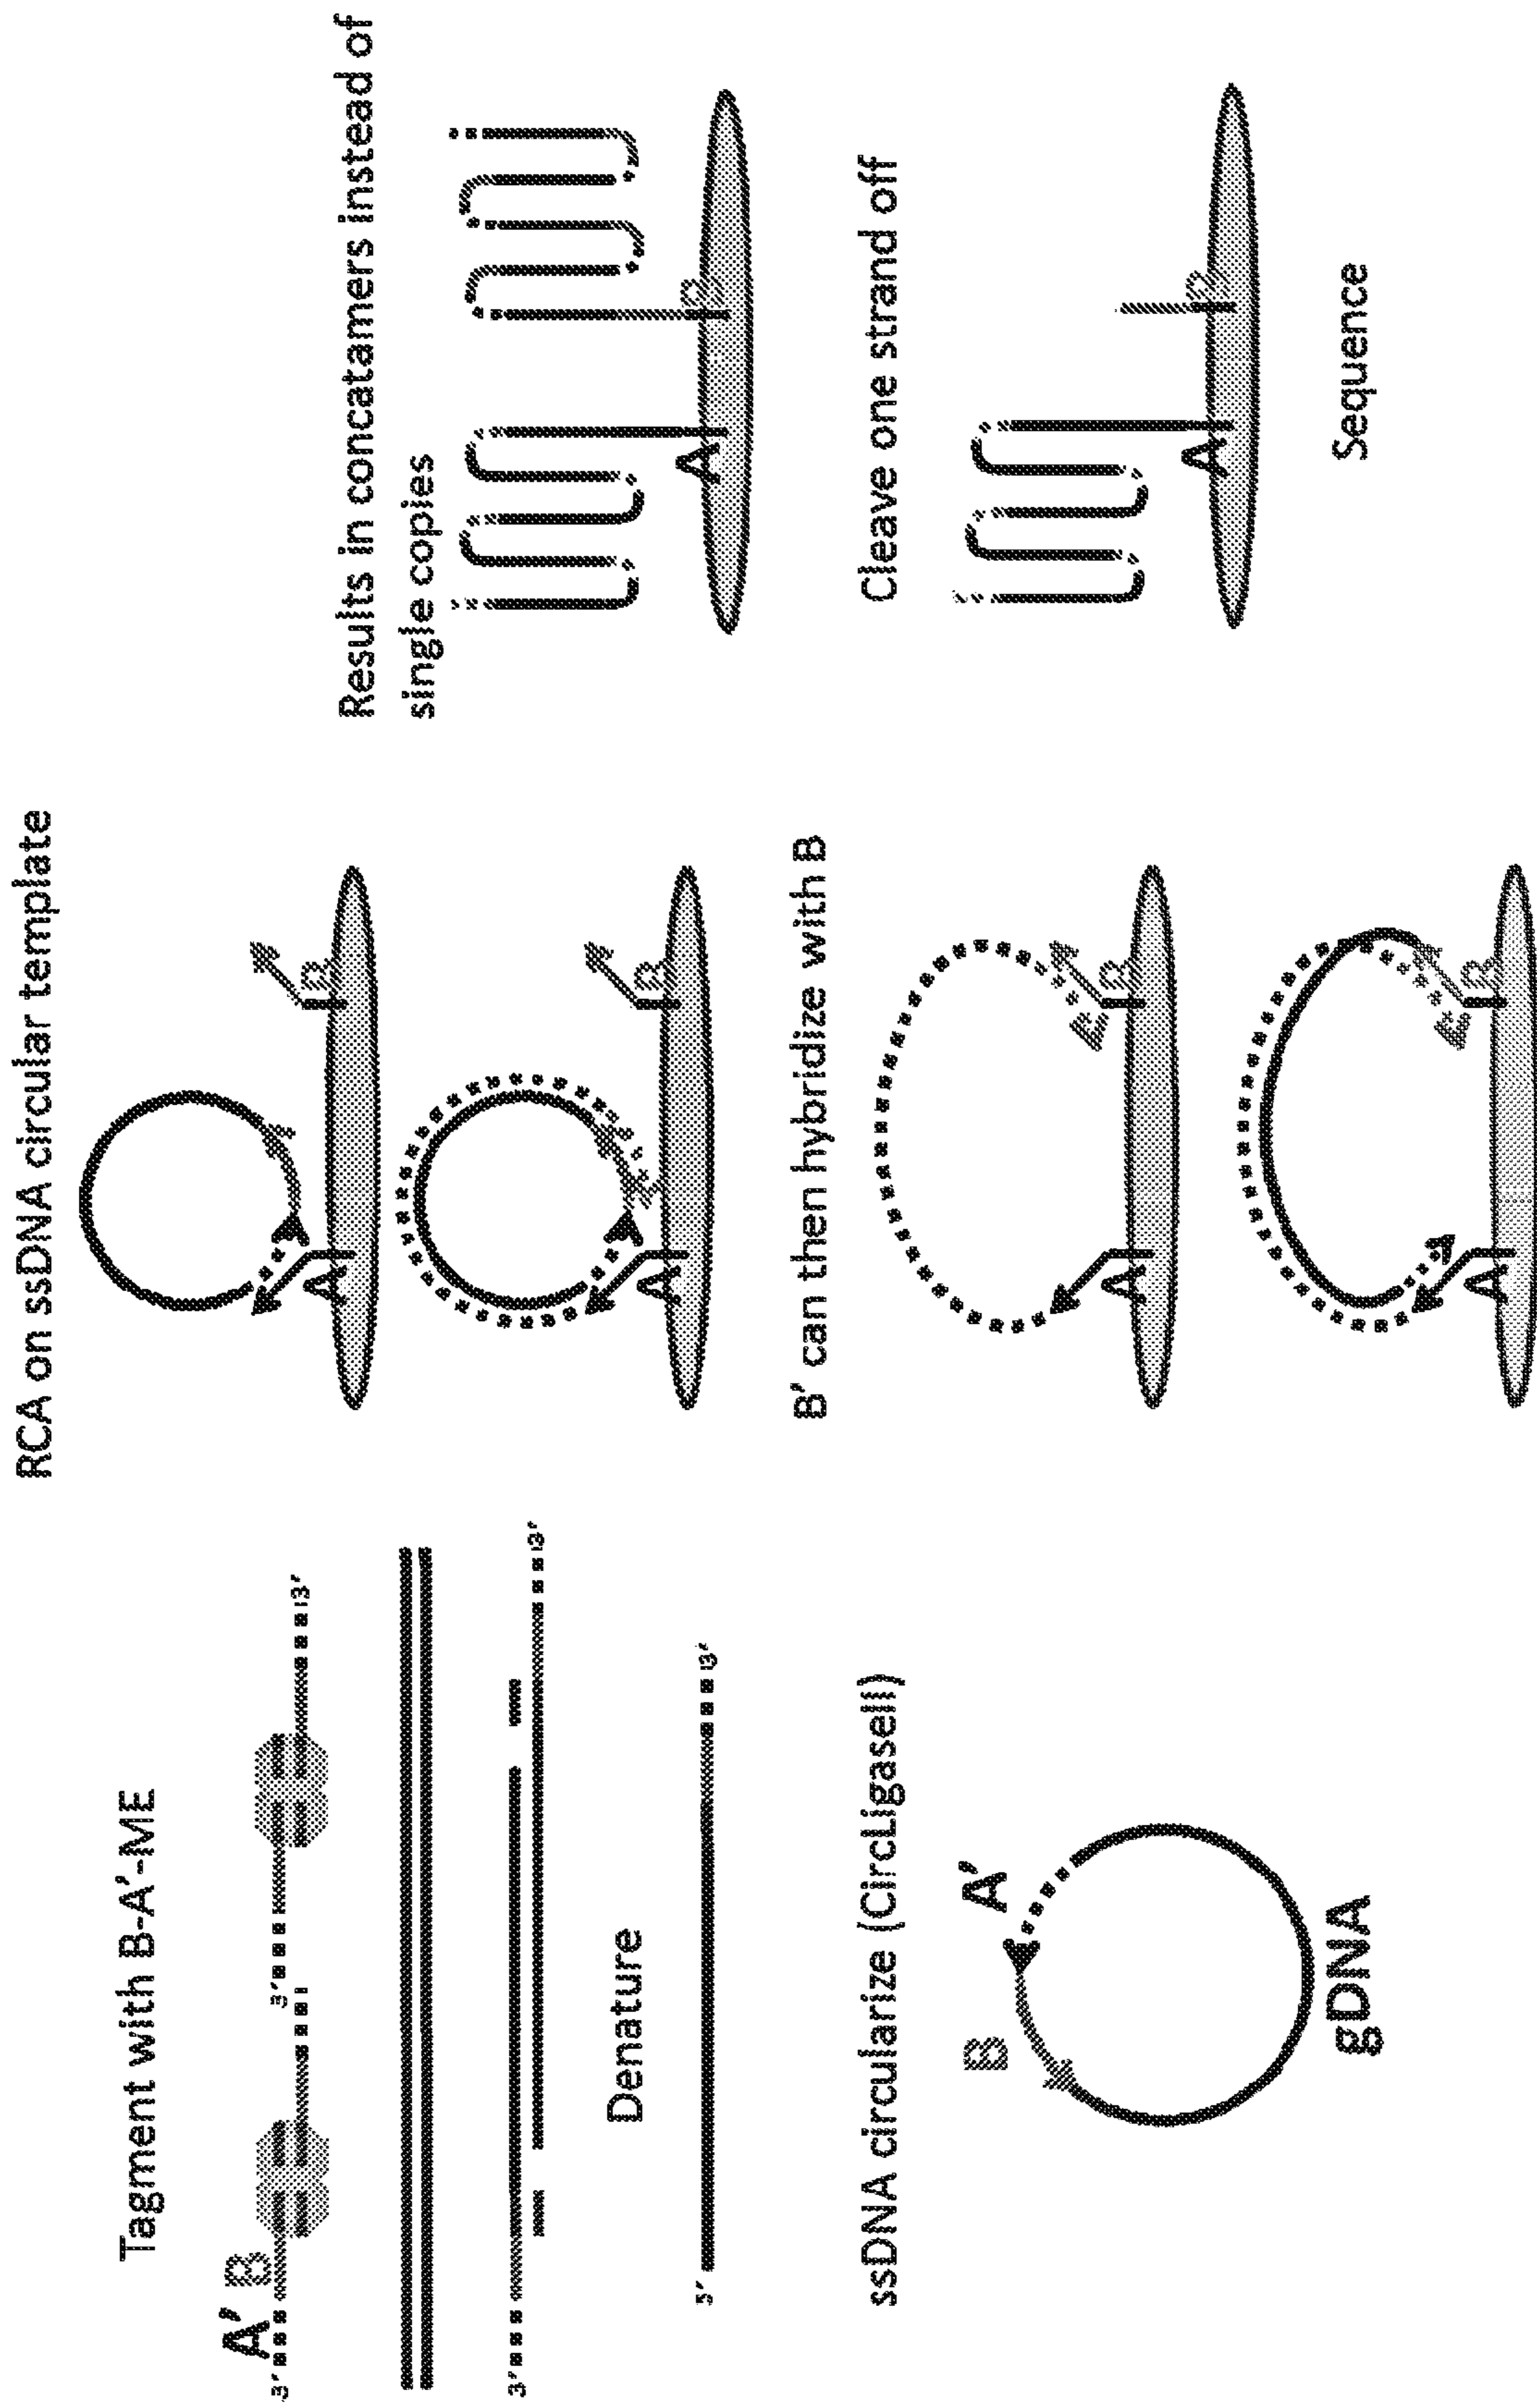 Tagment with B-A'-ME
A' B
3'
3'
3'
3'
3'
Denature
5'
3'
ssDNA circularize (CircLigaseII)
B
A'
gDNA
RCA on ssDNA circular template
A
B
A
B
B' can then hybridize with B
A
B
A
B
Results in concatamers instead of
single copies
A
Cleave one strand off
A
Sequence